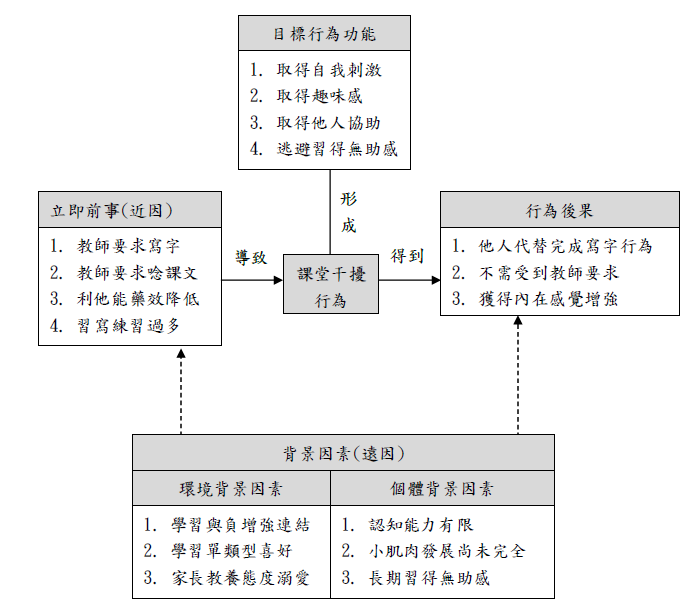 目標行為功能
1. 取得自我刺激
2. 取得趣味感
3. 取得他人協助
4. 逃避習得無助感
立即前事(近因)
1. 教師要求寫字
2. 教師要求唸課文
3. 利他能藥效降低
4. 習寫練習過多
導致
形
成
課堂干擾
行為
得到
行為後果
1. 他人代替完成寫字行為
2. 不需受到教師要求
3. 獲得內在感覺增強
背景因素(遠因)
環境背景因素
1. 學習與負增強連結
2. 學習單類型喜好
3. 家長教養態度溺愛
個體背景因素
1. 認知能力有限
2. 小肌肉發展尚未完全
3. 長期習得無助感